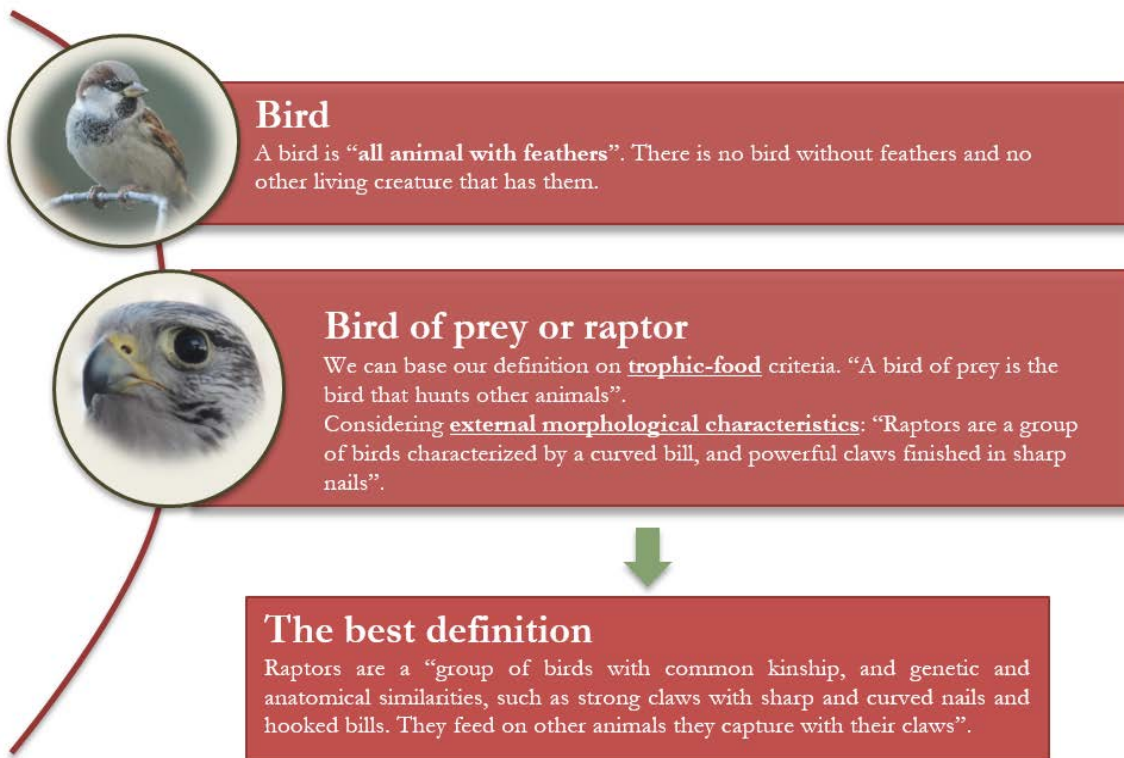 Bird
A bird is “all animal with feathers”. There is no bird without feathers and no
other living creature that has them.
Bird of prey or raptor
We can base our definition on trophic-food criteria. “A bird of prey is the
bird that hunts other animals”.
Considering external morphological characteristics: “Raptors are a group
of birds characterized by a curved bill, and powerful claws finished in sharp
nails”.
The best definition
Raptors are a “group of birds with common kinship, and genetic and
anatomical similarities, such as strong claws with sharp and curved nails and
hooked bills. They feed on other animals they capture with their claws”.